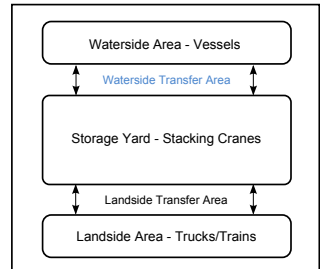 Waterside Area - Vessels
Waterside Transfer Area
Storage Yard - Stacking Cranes
Landside Transfer Area
Landside Area - Trucks/Trains